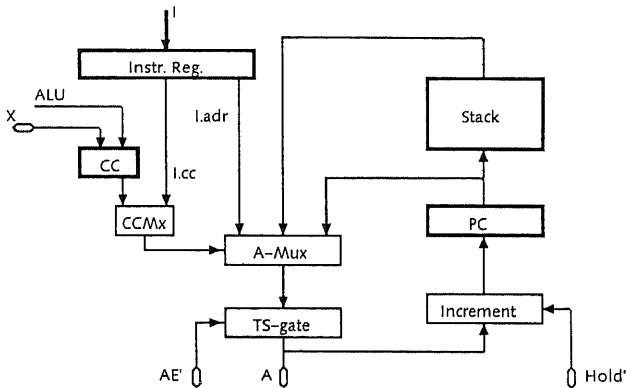 I
Instr. Reg.
ALU
X
I.adr
Stack
CC
I.cc
CCMx
PC
A-Mux
Increment
TS-gate
AE'
A
Hold'